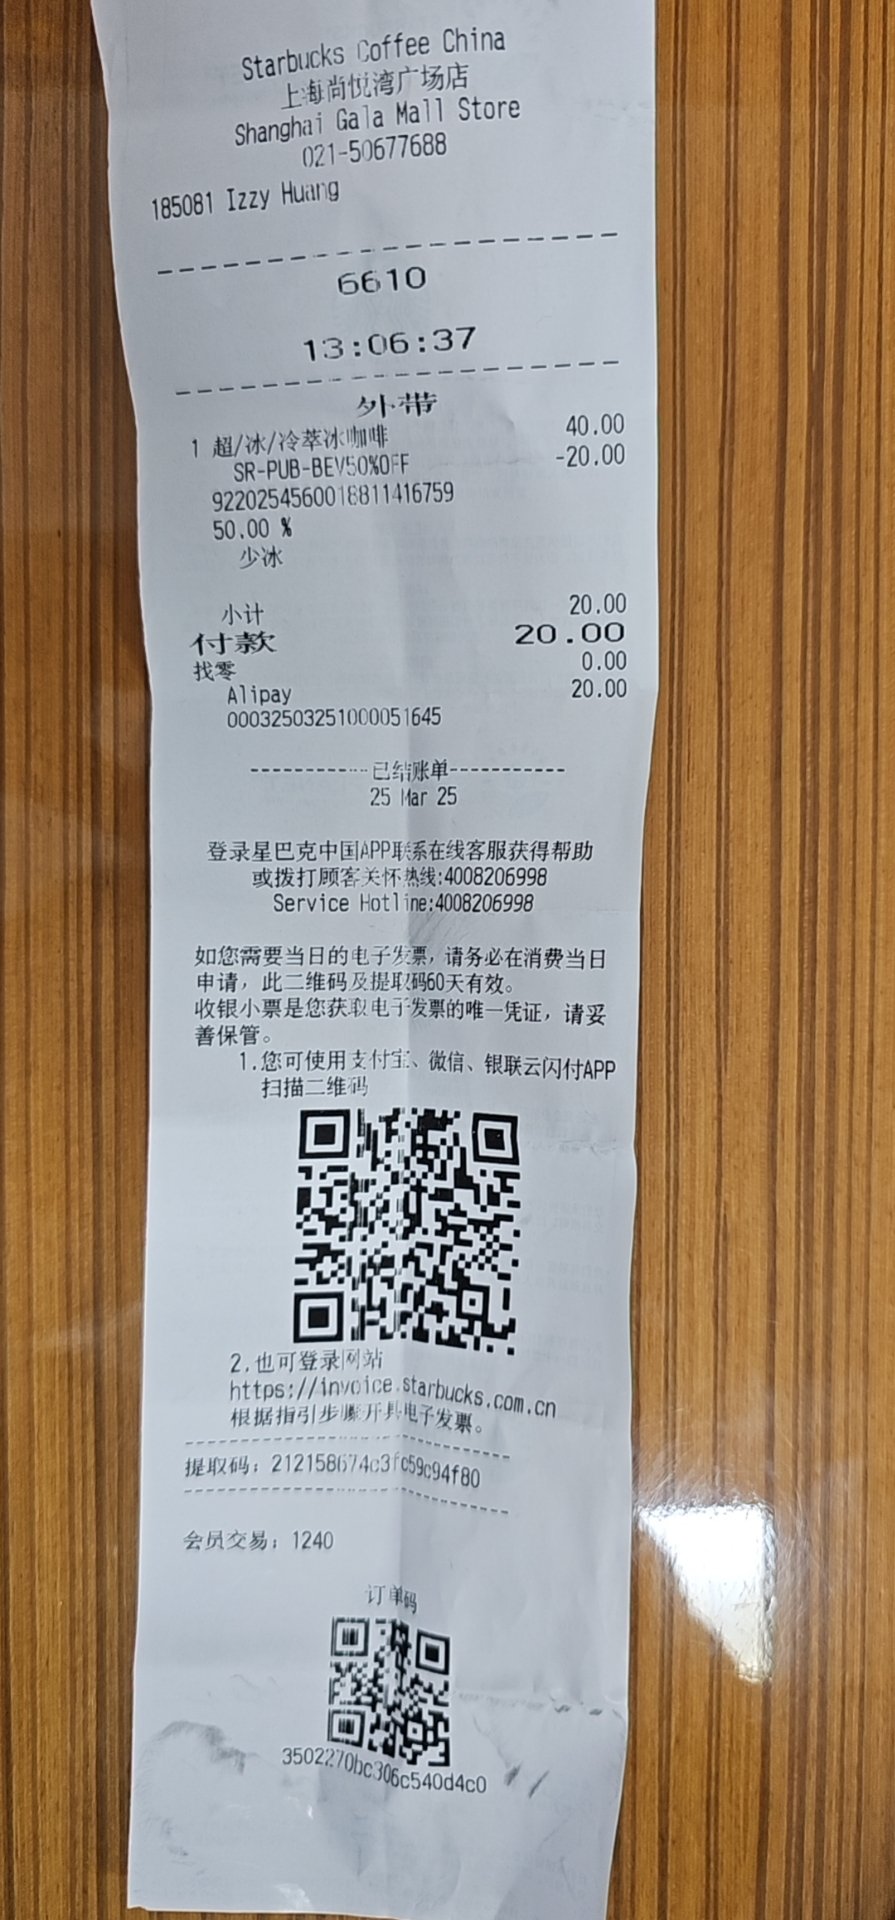 Starbucks Coffee China
上海尚悦湾广场店
Shanghai Gala Mall Store
021-50677688
185081 Izzy Huang
6610
13:06:37
外带
1 超/冰/冷萃冰咖啡 40.00
SR-PUB-BEV50%OFF -20.00
9220254560018811416759
50.00 %
少冰
小计 20.00
付款 20.00
找零 0.00
Alipay 20.00
00032503251000051645
-----------已结账单-----------
25 Mar 25
登录星巴克中国APP联系在线客服获得帮助
或拨打顾客关怀热线:4008206998
Service Hotline:4008206998
如您需要当日的电子发票，请务必在消费当日
申请，此二维码及提取码60天有效。
收银小票是您获取电子发票的唯一凭证，请妥
善保管。
1.您可使用支付宝、微信、银联云闪付APP
扫描二维码
2.也可登录网站
https://invoice.starbucks.com.cn
根据指引步骤开具电子发票。
提取码：212158674c3fc59c94f80
会员交易：1240
订单码
3502270bc306c540d4c0